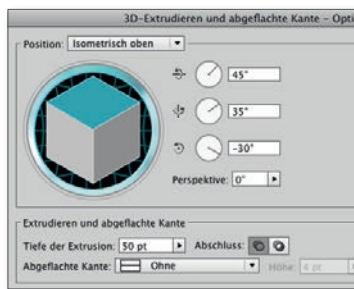 3D-Extrudieren und abgeflachte Kante – Opti
Position: Isometrisch oben
45°
35°
-30°
Perspektive: 0°
Extrudieren und abgeflachte Kante
Tiefe der Extrusion: 50 pt Abschluss:
Abgeflachte Kante: Ohne Höhe: 4 pt